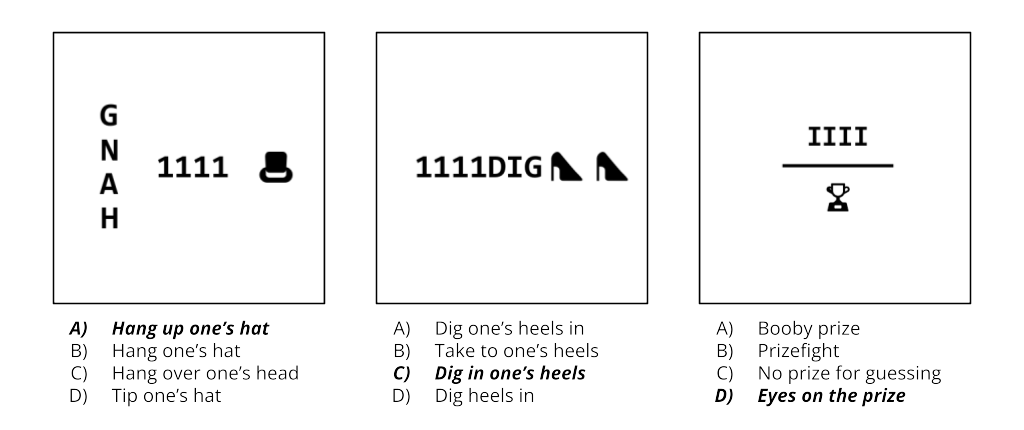 G
N
A
H
1111
A) Hang up one's hat
B) Hang one's hat
C) Hang over one's head
D) Tip one's hat
1111DIG
A) Dig one's heels in
B) Take to one's heels
C) Dig in one's heels
D) Dig heels in
IIII
A) Booby prize
B) Prizefight
C) No prize for guessing
D) Eyes on the prize